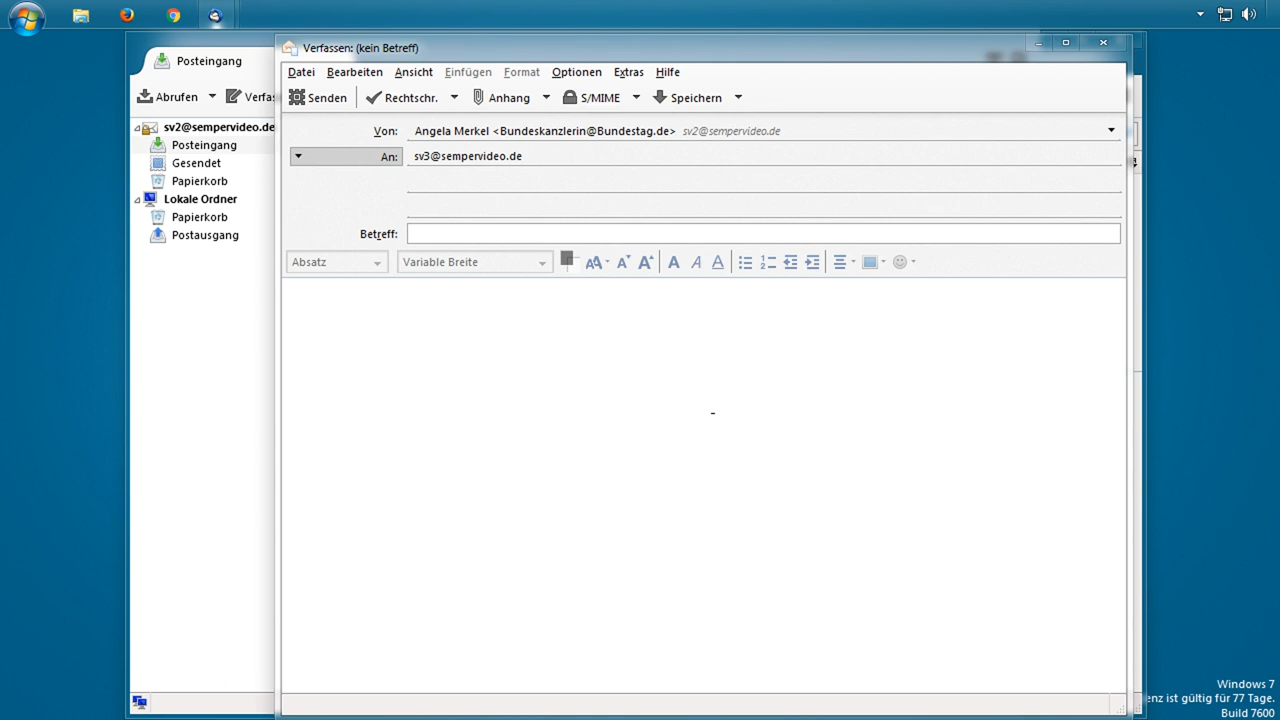 Posteingang
Verfassen: (kein Betreff)
Datei Bearbeiten Ansicht Einfügen Format Optionen Extras Hilfe
Abrufen Verfa
Senden Rechtschr. Anhang S/MIME Speichern
sv2@sempervideo.de
Posteingang
Gesendet
Papierkorb
Lokale Ordner
Papierkorb
Postausgang
Von: Angela Merkel <Bundeskanzlerin@Bundestag.de> sv2@sempervideo.de
An: sv3@sempervideo.de
Betreff:
Absatz Variable Breite
Windows 7
enz ist gültig für 77 Tage.
Build 7600